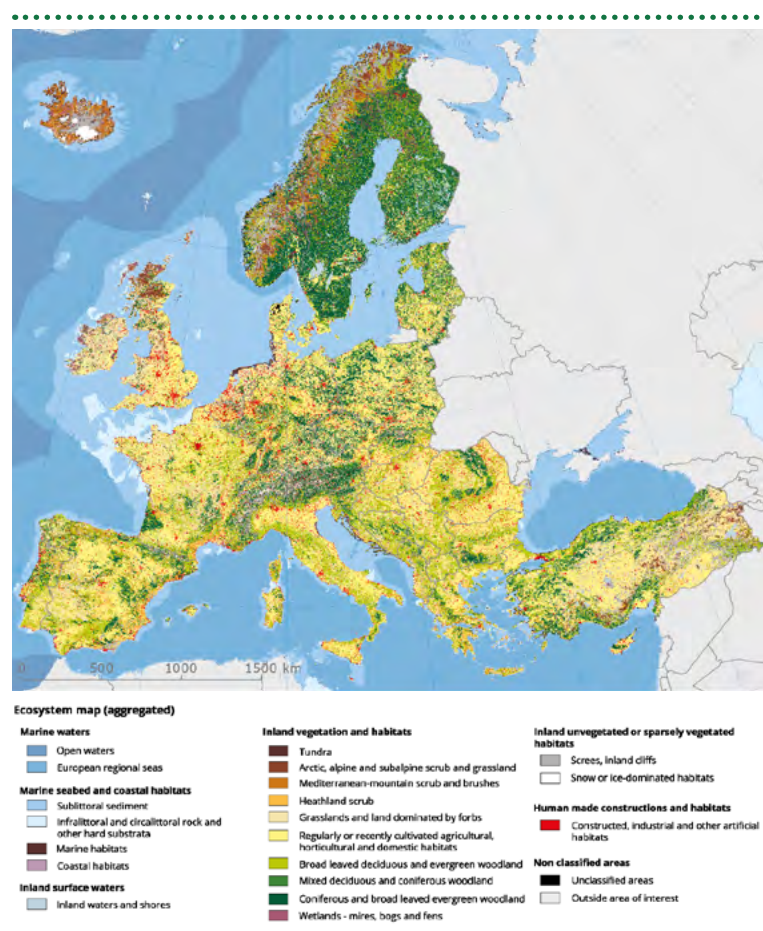 0 500 1000 1500 km
Ecosystem map (aggregated)
Marine waters
Open waters
European regional seas
Marine seabed and coastal habitats
Sublittoral sediment
Infralittoral and circalittoral rock and
other hard substrata
Marine habitats
Coastal habitats
Inland surface waters
Inland waters and shores
Inland vegetation and habitats
Tundra
Arctic, alpine and subalpine scrub and grassland
Mediterranean-mountain scrub and brushes
Heathland scrub
Grasslands and land dominated by forbs
Regularly or recently cultivated agricultural,
horticultural and domestic habitats
Broad leaved deciduous and evergreen woodland
Mixed deciduous and coniferous woodland
Coniferous and broad leaved evergreen woodland
Wetlands - mires, bogs and fens
Inland unvegetated or sparsely vegetated
habitats
Screes, inland cliffs
Snow or ice-dominated habitats
Human made constructions and habitats
Constructed, industrial and other artificial
habitats
Non classified areas
Unclassified areas
Outside area of interest